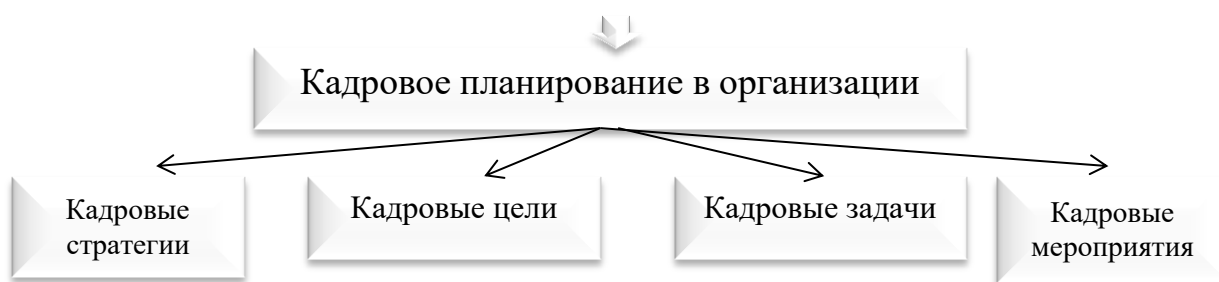 Кадровое планирование в организации
Кадровые
стратегии
Кадровые цели
Кадровые задачи
Кадровые
мероприятия